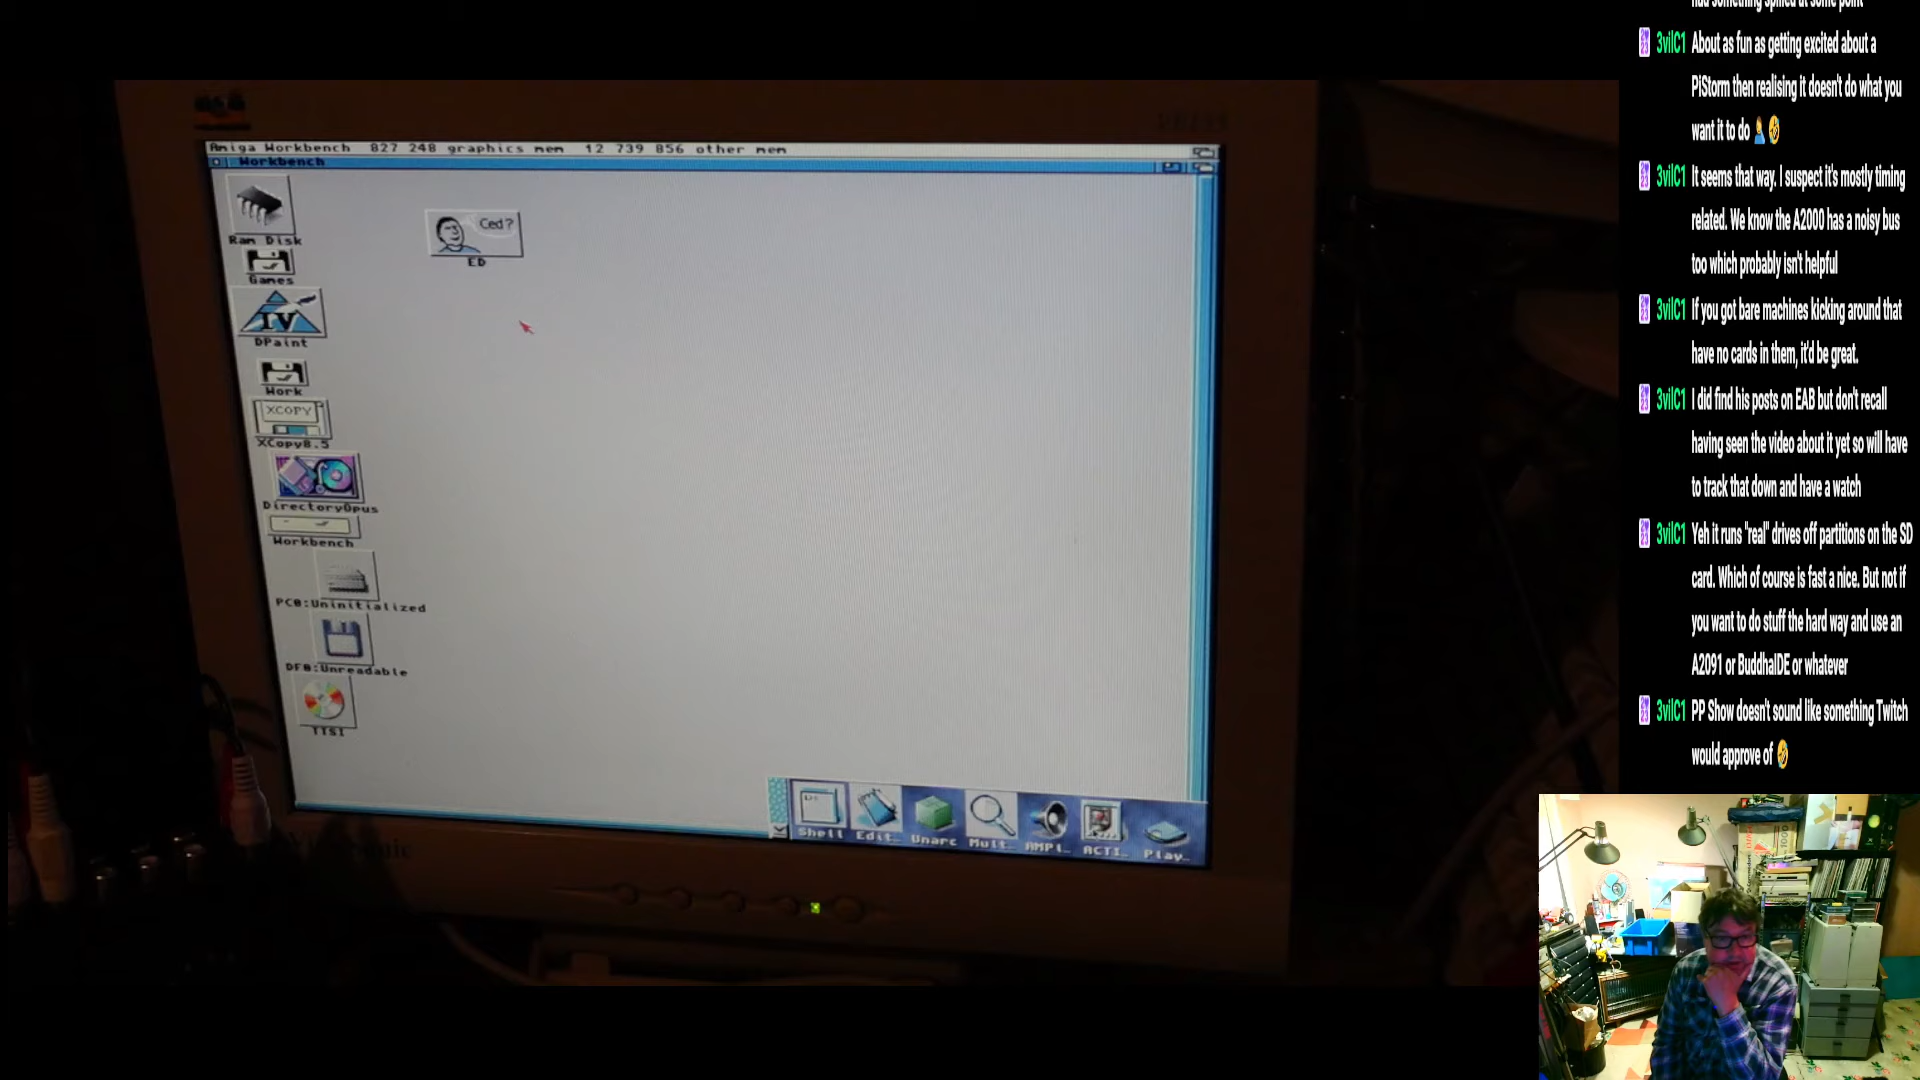 Amiga Workbench 827 248 graphics mem 12 739 856 other mem
Workbench
Ram Disk
Ced?
ED
Games
IV
DPaint
Work
XCOPY
XCopy8.5
DirectoryOpus
Workbench
PC0:Uninitialized
DF0:Unreadable
TTS1
Shell Edit.. Unarc Mult.. AMPl.. ACTI.. Play..
had something spilled at some point
3vilC1 About as fun as getting excited about a
PiStorm then realising it doesn't do what you
want it to do 🤦🤣
3vilC1 It seems that way. I suspect it's mostly timing
related. We know the A2000 has a noisy bus
too which probably isn't helpful
3vilC1 If you got bare machines kicking around that
have no cards in them, it'd be great.
3vilC1 I did find his posts on EAB but don't recall
having seen the video about it yet so will have
to track that down and have a watch
3vilC1 Yeh it runs "real" drives off partitions on the SD
card. Which of course is fast a nice. But not if
you want to do stuff the hard way and use an
A2091 or BuddhaIDE or whatever
3vilC1 PP Show doesn't sound like something Twitch
would approve of 🤣